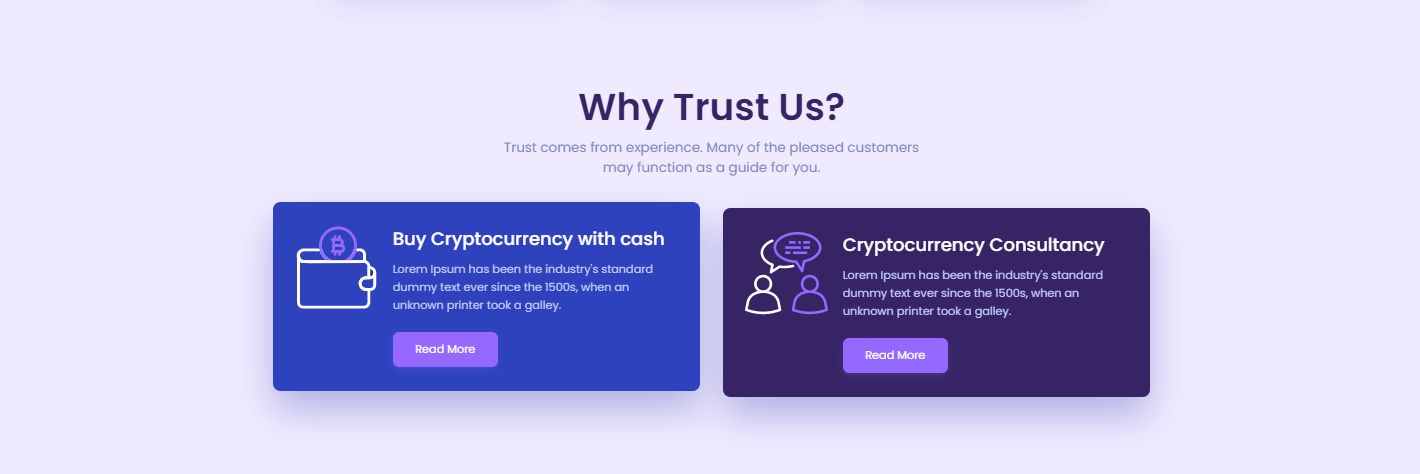 Why Trust Us?
Trust comes from experience. Many of the pleased customers
may function as a guide for you.
Buy Cryptocurrency with cash
Lorem Ipsum has been the industry's standard
dummy text ever since the 1500s, when an
unknown printer took a galley.
Read More
Cryptocurrency Consultancy
Lorem Ipsum has been the industry's standard
dummy text ever since the 1500s, when an
unknown printer took a galley.
Read More